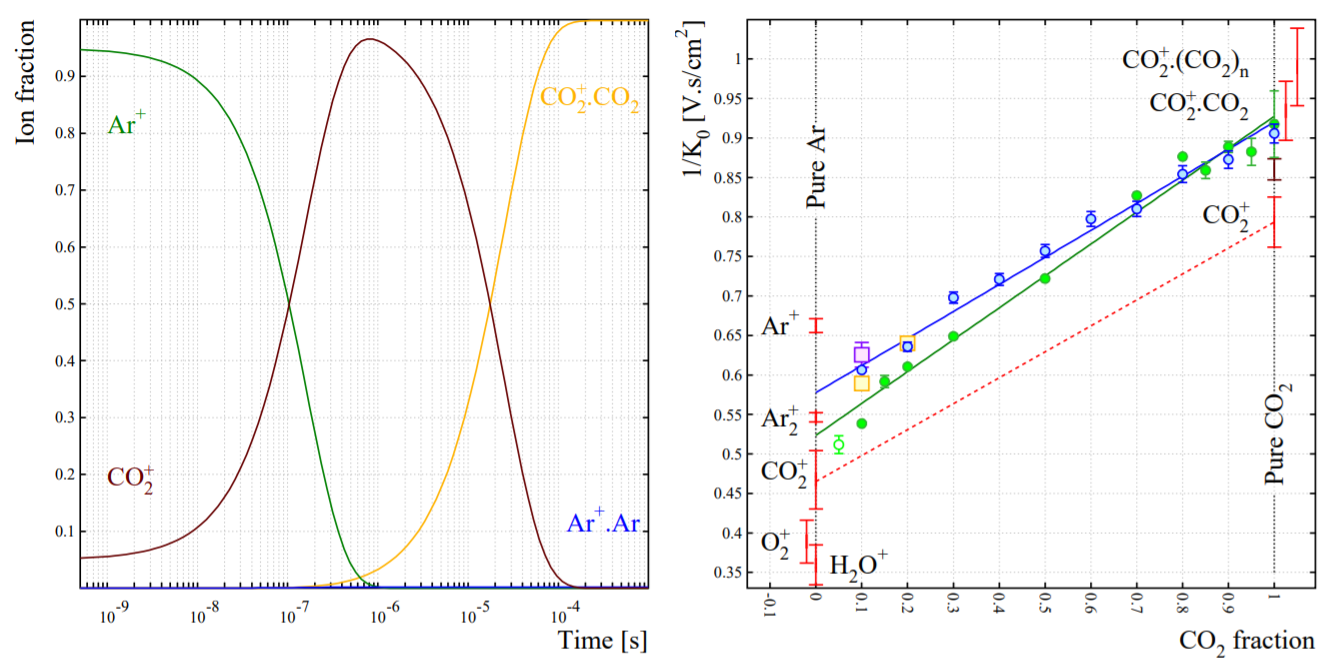 Ion fraction
0.9
0.8
0.7
0.6
0.5
0.4
0.3
0.2
0.1
Ar⁺
CO₂⁺.CO₂
CO₂⁺
Ar⁺.Ar
10⁻⁹
10⁻⁸
10⁻⁷
10⁻⁶
10⁻⁵
10⁻⁴
Time [s]
1/K₀ [V.s/cm²]
1
0.95
0.9
0.85
0.8
0.75
0.7
0.65
0.6
0.55
0.5
0.45
0.4
0.35
Pure Ar
CO₂⁺.(CO₂)ₙ
CO₂⁺.CO₂
CO₂⁺
Ar⁺
Ar₂⁺
CO₂⁺
O₂⁺
H₂O⁺
Pure CO₂
-0.1
0
0.1
0.2
0.3
0.4
0.5
0.6
0.7
0.8
0.9
1
CO₂ fraction